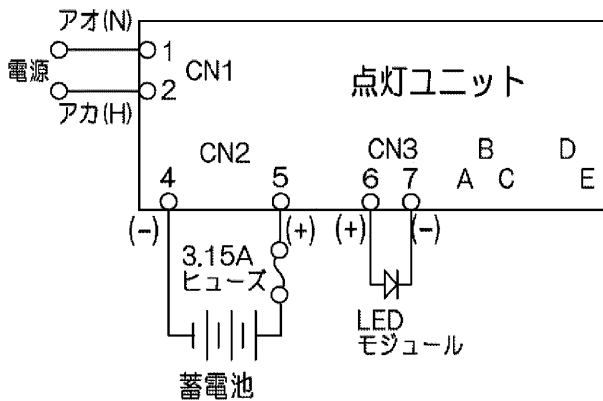 アオ(N)
電源
1
CN1
2
アカ(H)
点灯ユニット
CN2
CN3
B
D
4
5
6
7
A
C
E
(-)
(+)
(+)
(-)
3.15A
ヒューズ
LED
モジュール
蓄電池